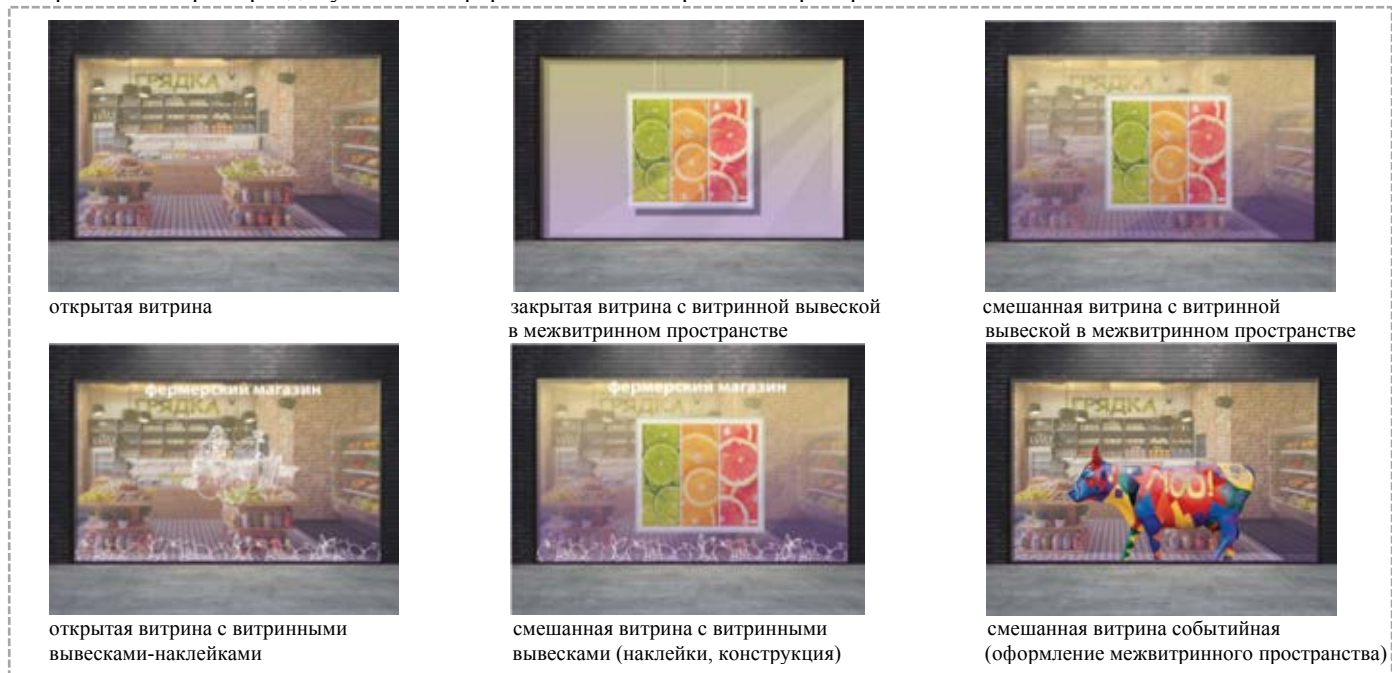 ГРЯДКА
ГРЯДКА
открытая витрина
закрытая витрина с витринной вывеской
в межвитринном пространстве
смешанная витрина с витринной
вывеской в межвитринном пространстве
фермерский магазин
ГРЯДКА
фермерский магазин
ГРЯДКА
ГРЯДКА
MOO!
открытая витрина с витринными
вывесками-наклейками
смешанная витрина с витринными
вывесками (наклейки, конструкция)
смешанная витрина событийная
(оформление межвитринного пространства)